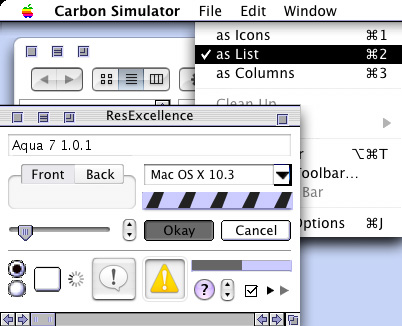 Carbon Simulator File Edit Window
as Icons ⌘1
✓ as List ⌘2
as Columns ⌘3
Clean Up
ResExcellence
Aqua 7 1.0.1
Front Back
Mac OS X 10.3
⌥⌘T
Toolbar...
Bar
Options ⌘J
Okay Cancel
!
!
?